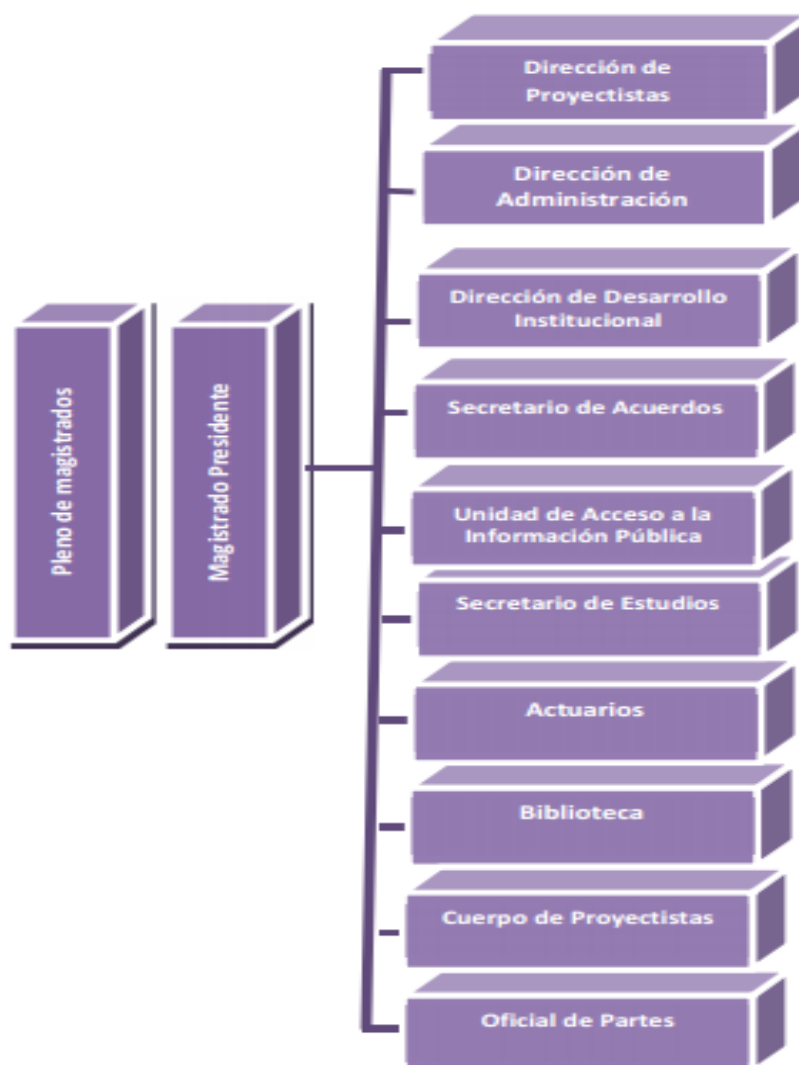 Pleno de magistrados
Magistrado Presidente
Dirección de
Proyectistas
Dirección de
Administración
Dirección de Desarrollo
Institucional
Secretario de Acuerdos
Unidad de Acceso a la
Información Pública
Secretario de Estudios
Actuarios
Biblioteca
Cuerpo de Proyectistas
Oficial de Partes